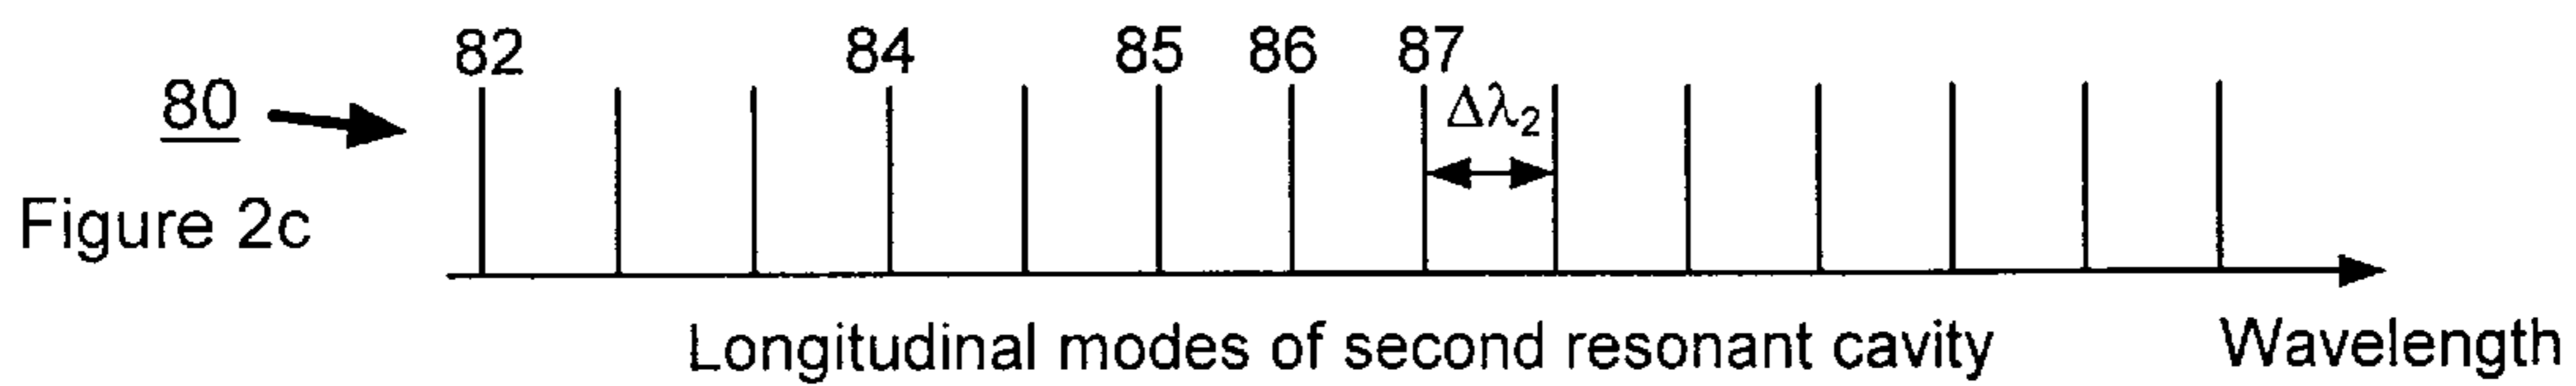 82 84 85 86 87
80
Δλ₂
Figure 2c
Longitudinal modes of second resonant cavity
Wavelength